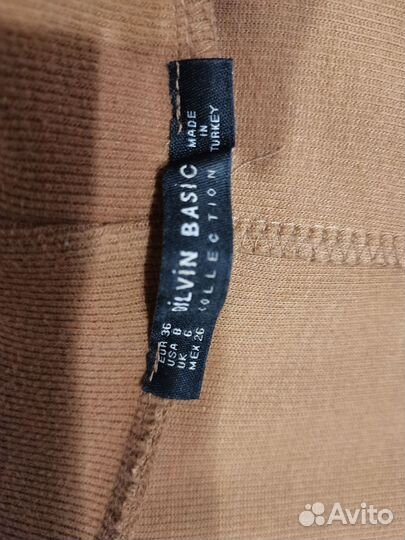 DİLVİN BASIC
COLLECTION
MADE
IN
TURKEY
EUR 36
USA 8
UK 6
MEX 26
Avito